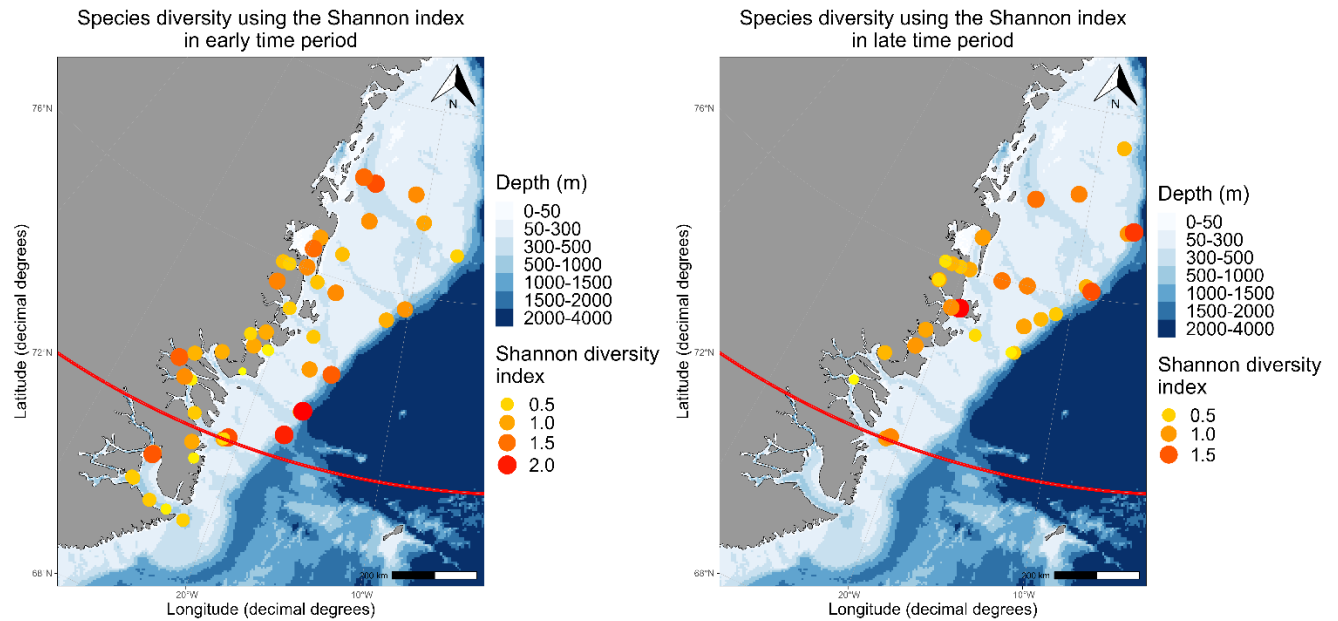 Species diversity using the Shannon index
in early time period
N
76°N
72°N
68 N
20°W
10°W
200 km
Latitude (decimal degrees)
Longitude (decimal degrees)
Depth (m)
0-50
50-300
300-500
500-1000
1000-1500
1500-2000
2000-4000
Shannon diversity
index
0.5
1.0
1.5
2.0
Species diversity using the Shannon index
in late time period
N
76°N
72°N
68°N
20°W
10°W
200 km
Latitude (decimal degrees)
Longitude (decimal degrees)
Depth (m)
0-50
50-300
300-500
500-1000
1000-1500
1500-2000
2000-4000
Shannon diversity
index
0.5
1.0
1.5